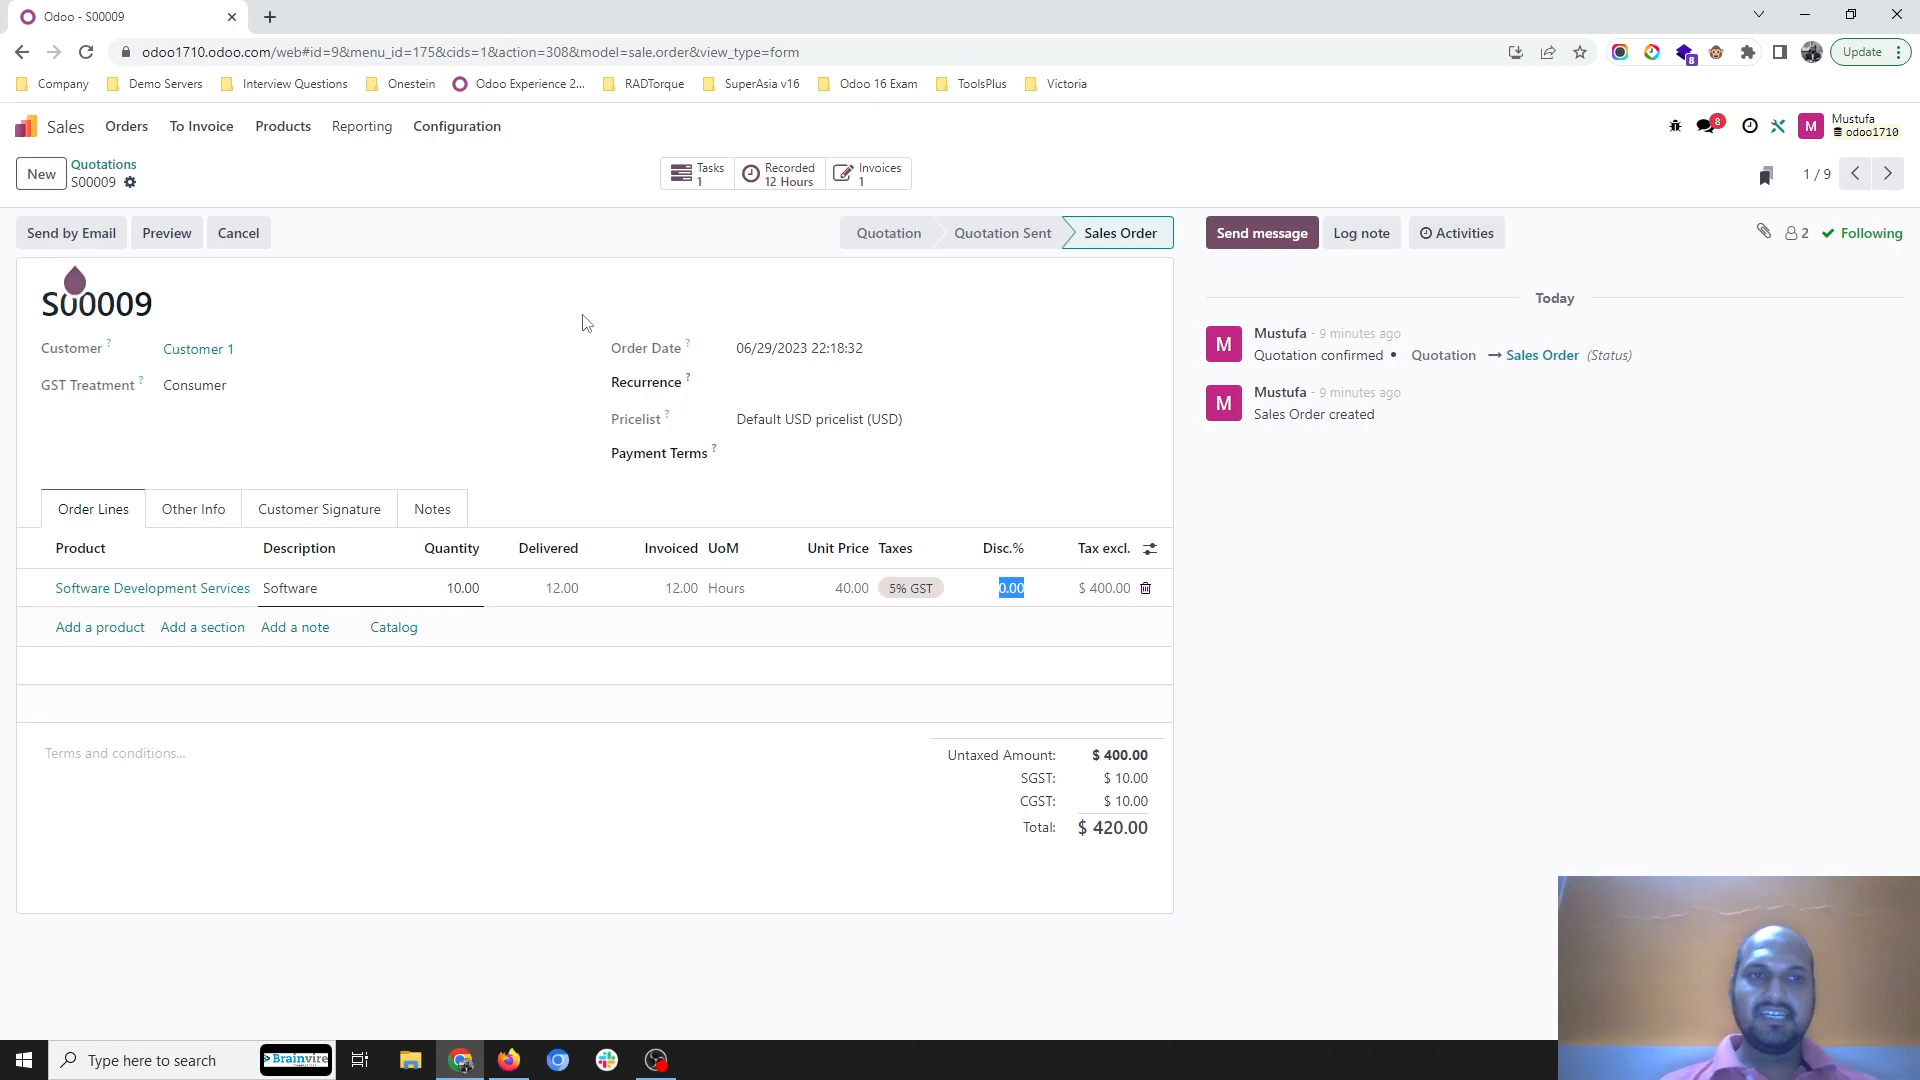 Odoo - S00009
odoo1710.odoo.com/web#id=9&menu_id=175&cids=1&action=308&model=sale.order&view_type=form
8
Update
Company Demo Servers Interview Questions Onestein Odoo Experience 2... RADTorque SuperAsia v16 Odoo 16 Exam ToolsPlus Victoria
Sales Orders To Invoice Products Reporting Configuration
8
M
Mustufa
odoo1710
New
Quotations
S00009
Tasks
1
Recorded
12 Hours
Invoices
1
1 / 9
Send by Email Preview Cancel
Quotation Quotation Sent Sales Order
Send message Log note Activities
2 Following
S00009
Customer ? Customer 1
GST Treatment ? Consumer
Order Date ? 06/29/2023 22:18:32
Recurrence ?
Pricelist ? Default USD pricelist (USD)
Payment Terms ?
Today
M
Mustufa - 9 minutes ago
Quotation confirmed • Quotation → Sales Order (Status)
M
Mustufa - 9 minutes ago
Sales Order created
Order Lines Other Info Customer Signature Notes
Product Description Quantity Delivered Invoiced UoM Unit Price Taxes Disc.% Tax excl.
Software Development Services Software 10.00 12.00 12.00 Hours 40.00 5% GST 0.00 $ 400.00
Add a product Add a section Add a note Catalog
Terms and conditions...
Untaxed Amount: $ 400.00
SGST: $ 10.00
CGST: $ 10.00
Total: $ 420.00
Type here to search
Brainvire